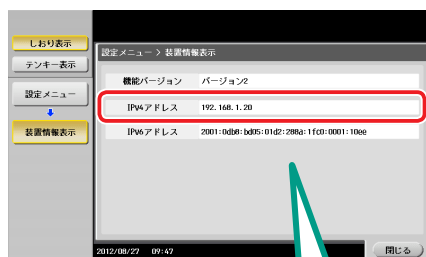 しおり表示
テンキー表示
設定メニュー
装置情報表示
設定メニュー > 装置情報表示
機能バージョン バージョン2
IPv4アドレス 192.168.1.20
IPv6アドレス 2001:0db8:bd05:01d2:288a:1fc0:0001:10ee
2012/08/27 09:47
閉じる